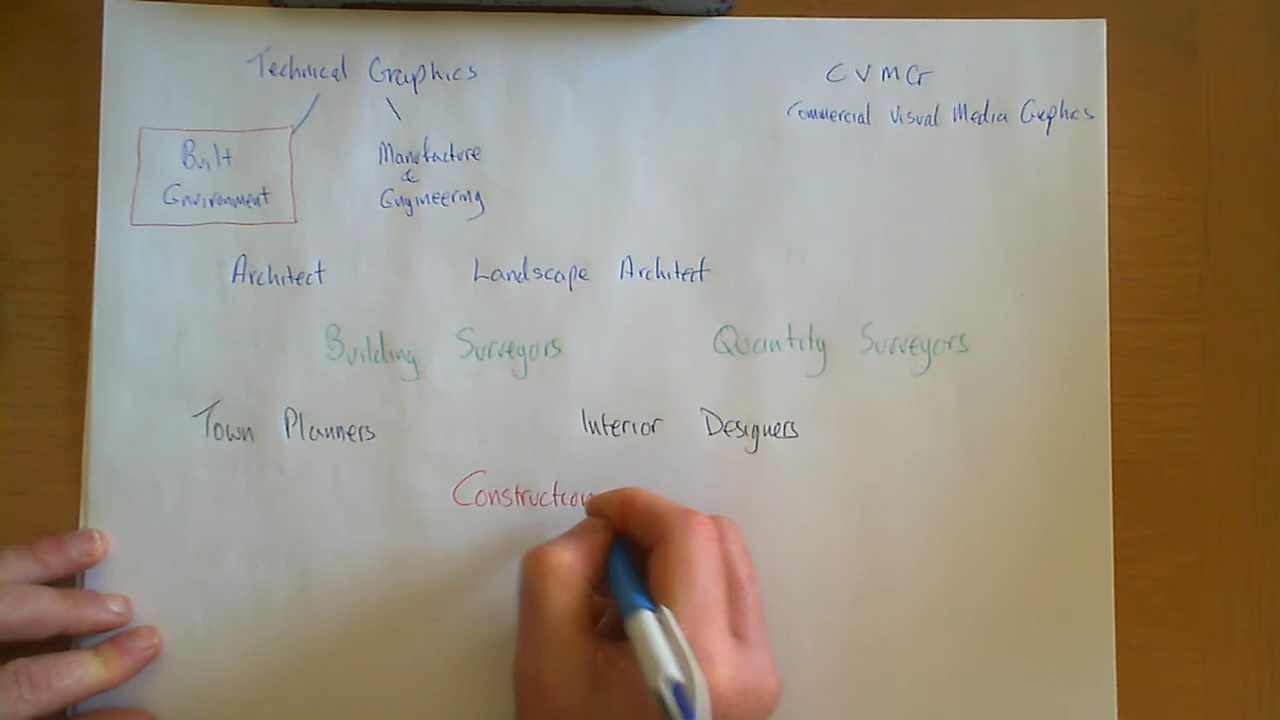 Technical Graphics
CVMG
Commercial Visual Media Graphics
Built
Environment
Manufacture
&
Engineering
Architect
Landscape Architect
Building Surveyors
Quantity Surveyors
Town Planners
Interior Designers
Construction